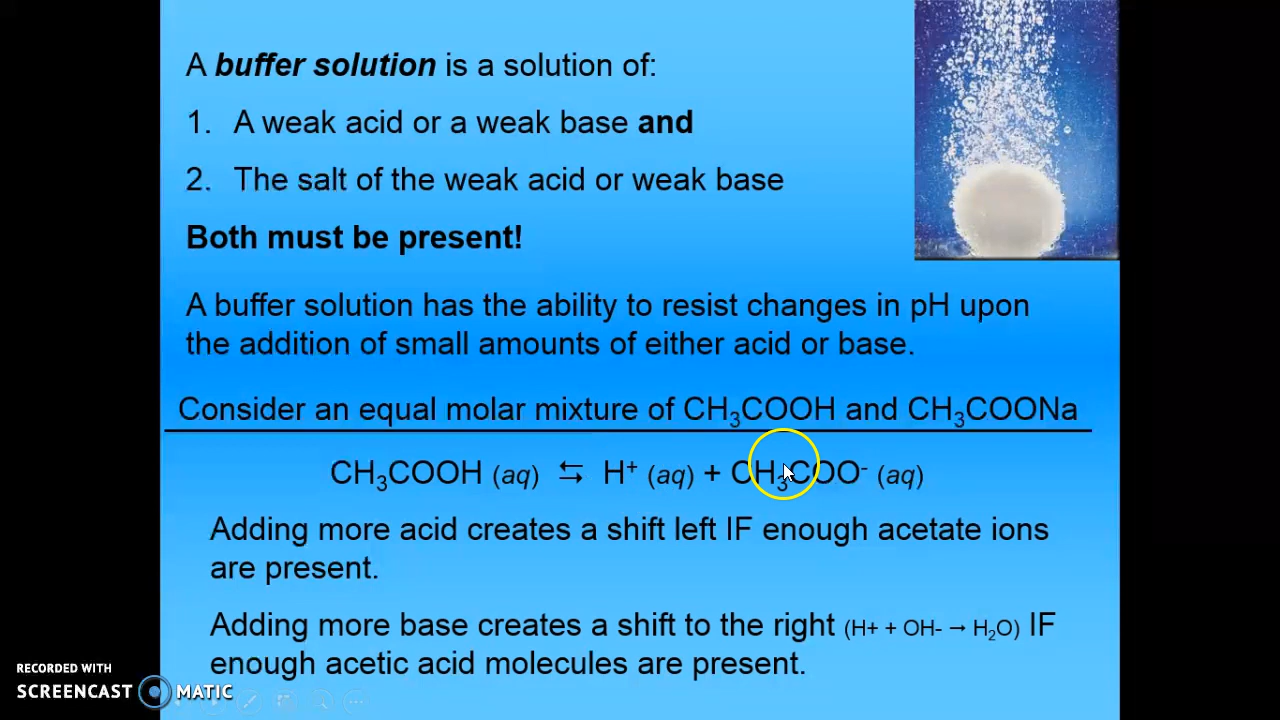 A buffer solution is a solution of:
1. A weak acid or a weak base and
2. The salt of the weak acid or weak base
Both must be present!
A buffer solution has the ability to resist changes in pH upon
the addition of small amounts of either acid or base.
Consider an equal molar mixture of CH₃COOH and CH₃COONa
CH₃COOH (aq) ⇆ H⁺ (aq) + CH₃COO⁻ (aq)
Adding more acid creates a shift left IF enough acetate ions
are present.
Adding more base creates a shift to the right (H+ + OH- → H₂O) IF
enough acetic acid molecules are present.
RECORDED WITH
SCREENCAST MATIC